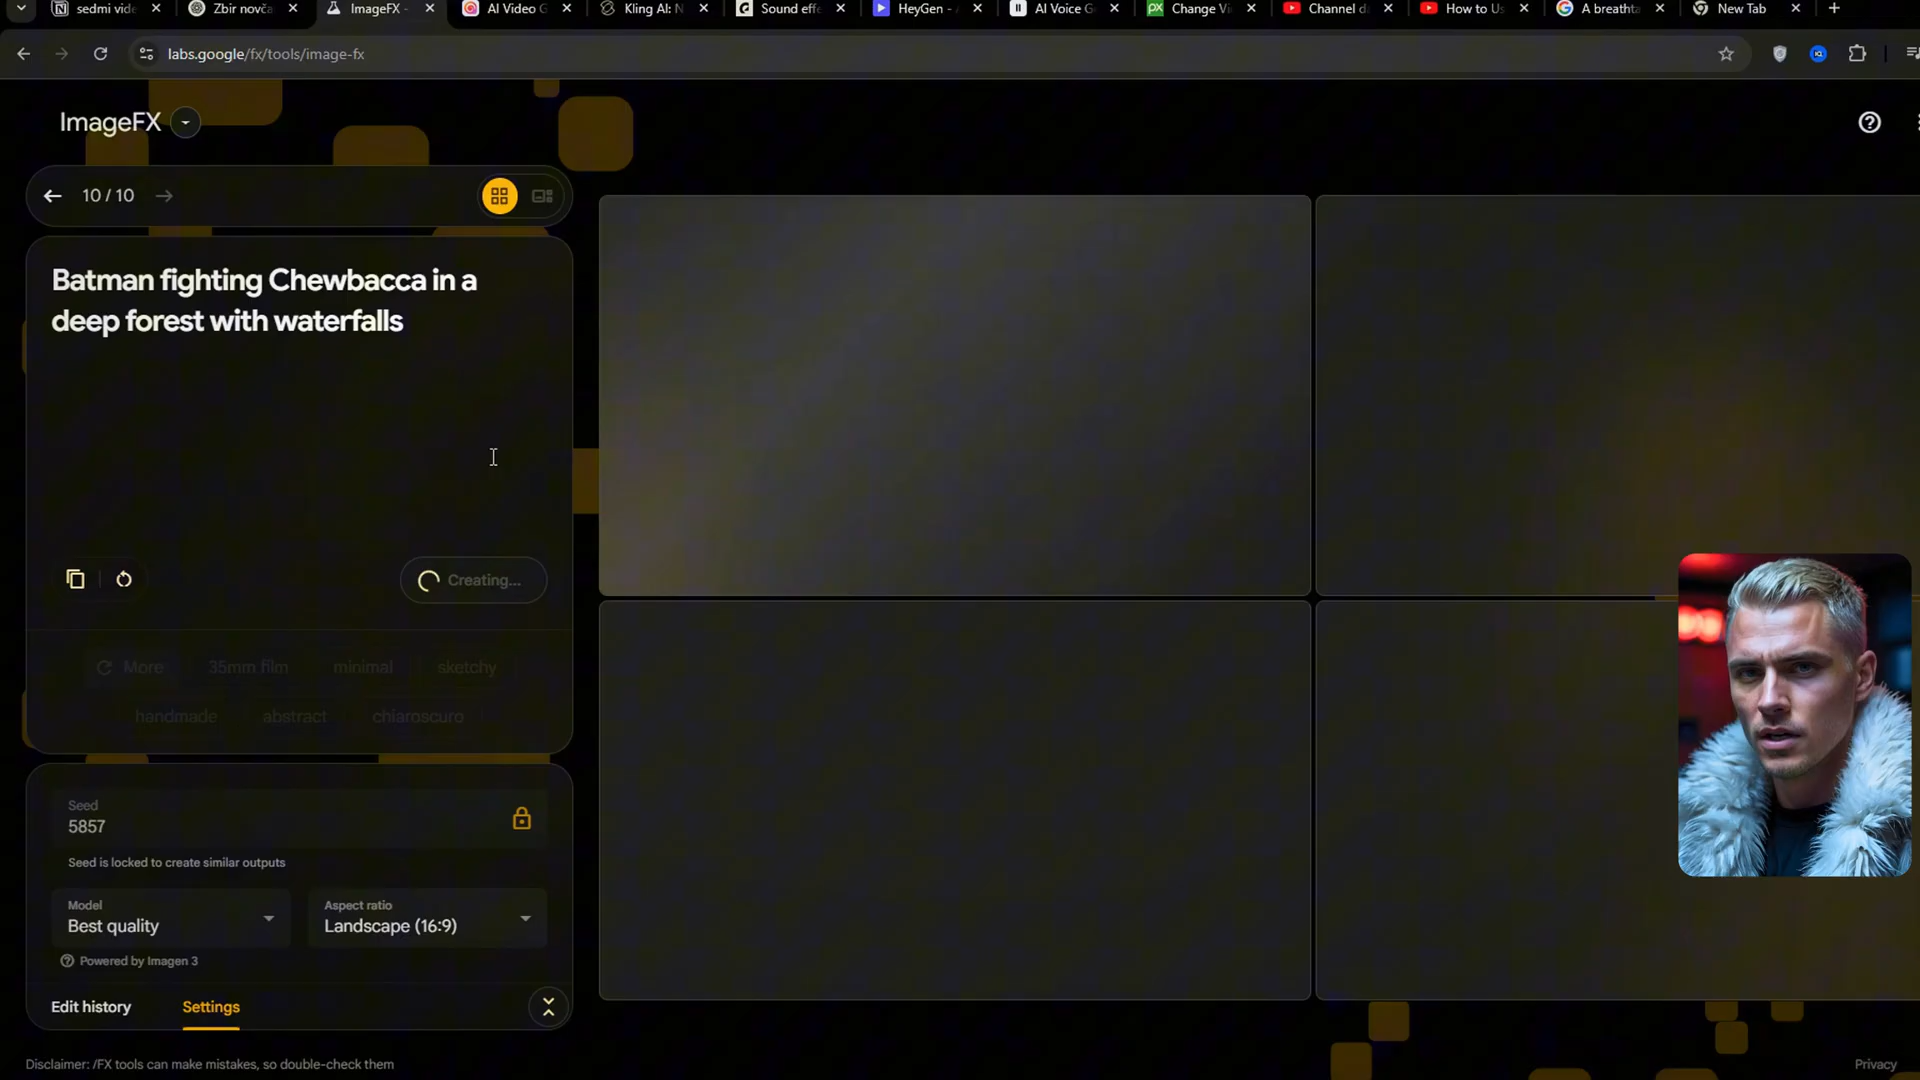 sedmi vide
Zbir novča
ImageFX -
AI Video G
Kling AI: N
Sound effe
HeyGen - A
AI Voice G
Change Vi
Channel d
How to Us
A breathta
New Tab
labs.google/fx/tools/image-fx
ImageFX
10 / 10
Batman fighting Chewbacca in a
deep forest with waterfalls
Creating...
More 35mm film minimal sketchy
handmade abstract chiaroscuro
Seed
5857
Seed is locked to create similar outputs
Model
Best quality
Aspect ratio
Landscape (16:9)
Powered by Imagen 3
Edit history Settings
Disclaimer: /FX tools can make mistakes, so double-check them
Privacy